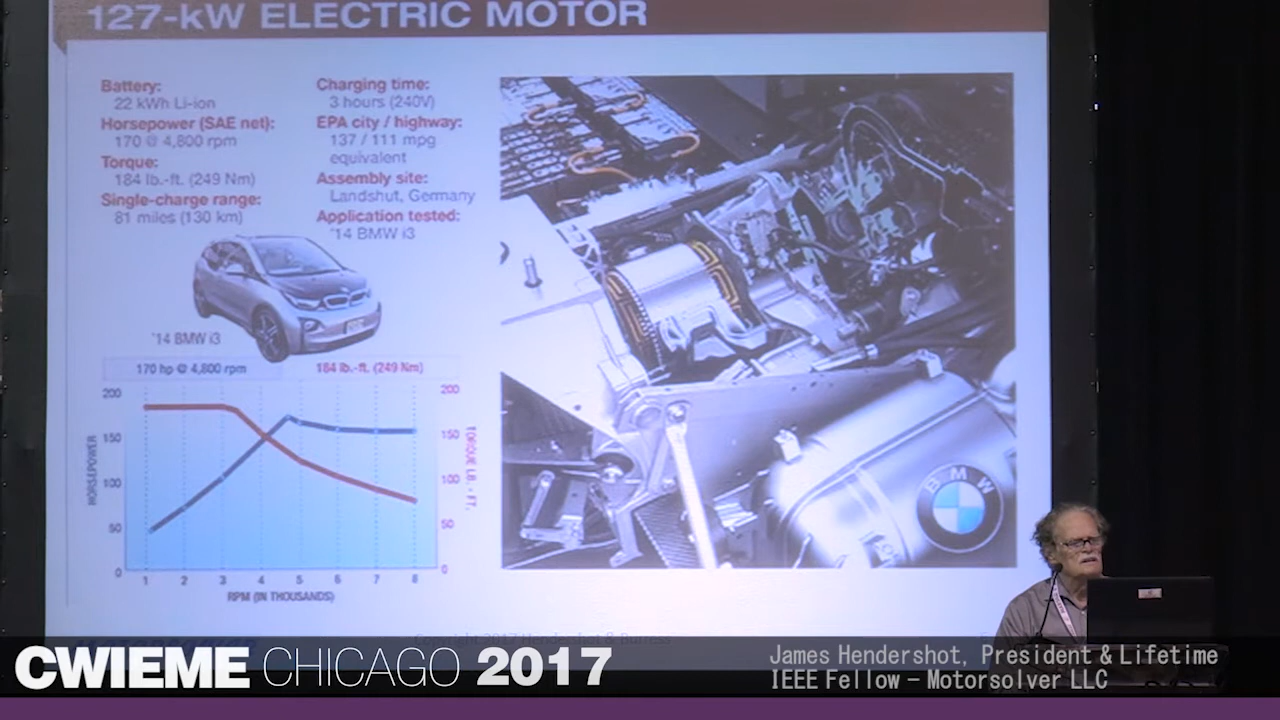 127-kW ELECTRIC MOTOR
Battery:
22 kWh Li-ion
Horsepower (SAE net):
170 @ 4,800 rpm
Torque:
184 lb.-ft. (249 Nm)
Single-charge range:
81 miles (130 km)
Charging time:
3 hours (240V)
EPA city / highway:
137 / 111 mpg
equivalent
Assembly site:
Landshut, Germany
Application tested:
'14 BMW i3
'14 BMW i3
170 hp @ 4,800 rpm
184 lb.-ft. (249 Nm)
200
150
100
50
0
HORSEPOWER
200
150
100
50
0
TORQUE LB.-FT.
1 2 3 4 5 6 7 8
RPM (IN THOUSANDS)
BMW
CWIEME CHICAGO 2017
James Hendershot, President & Lifetime
IEEE Fellow – Motorsolver LLC